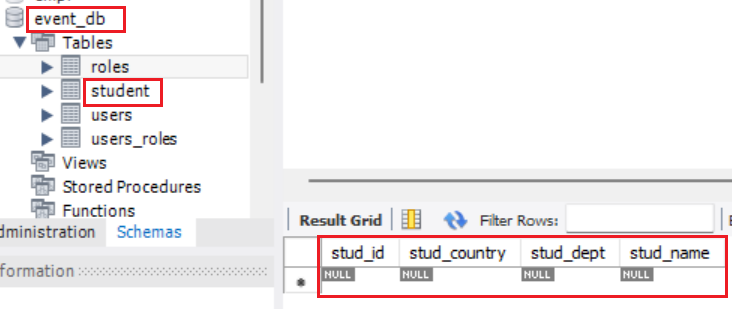 event_db
Tables
roles
student
users
users_roles
Views
Stored Procedures
Functions
dministration Schemas
formation
Result Grid Filter Rows:
stud_id stud_country stud_dept stud_name
NULL NULL NULL NULL